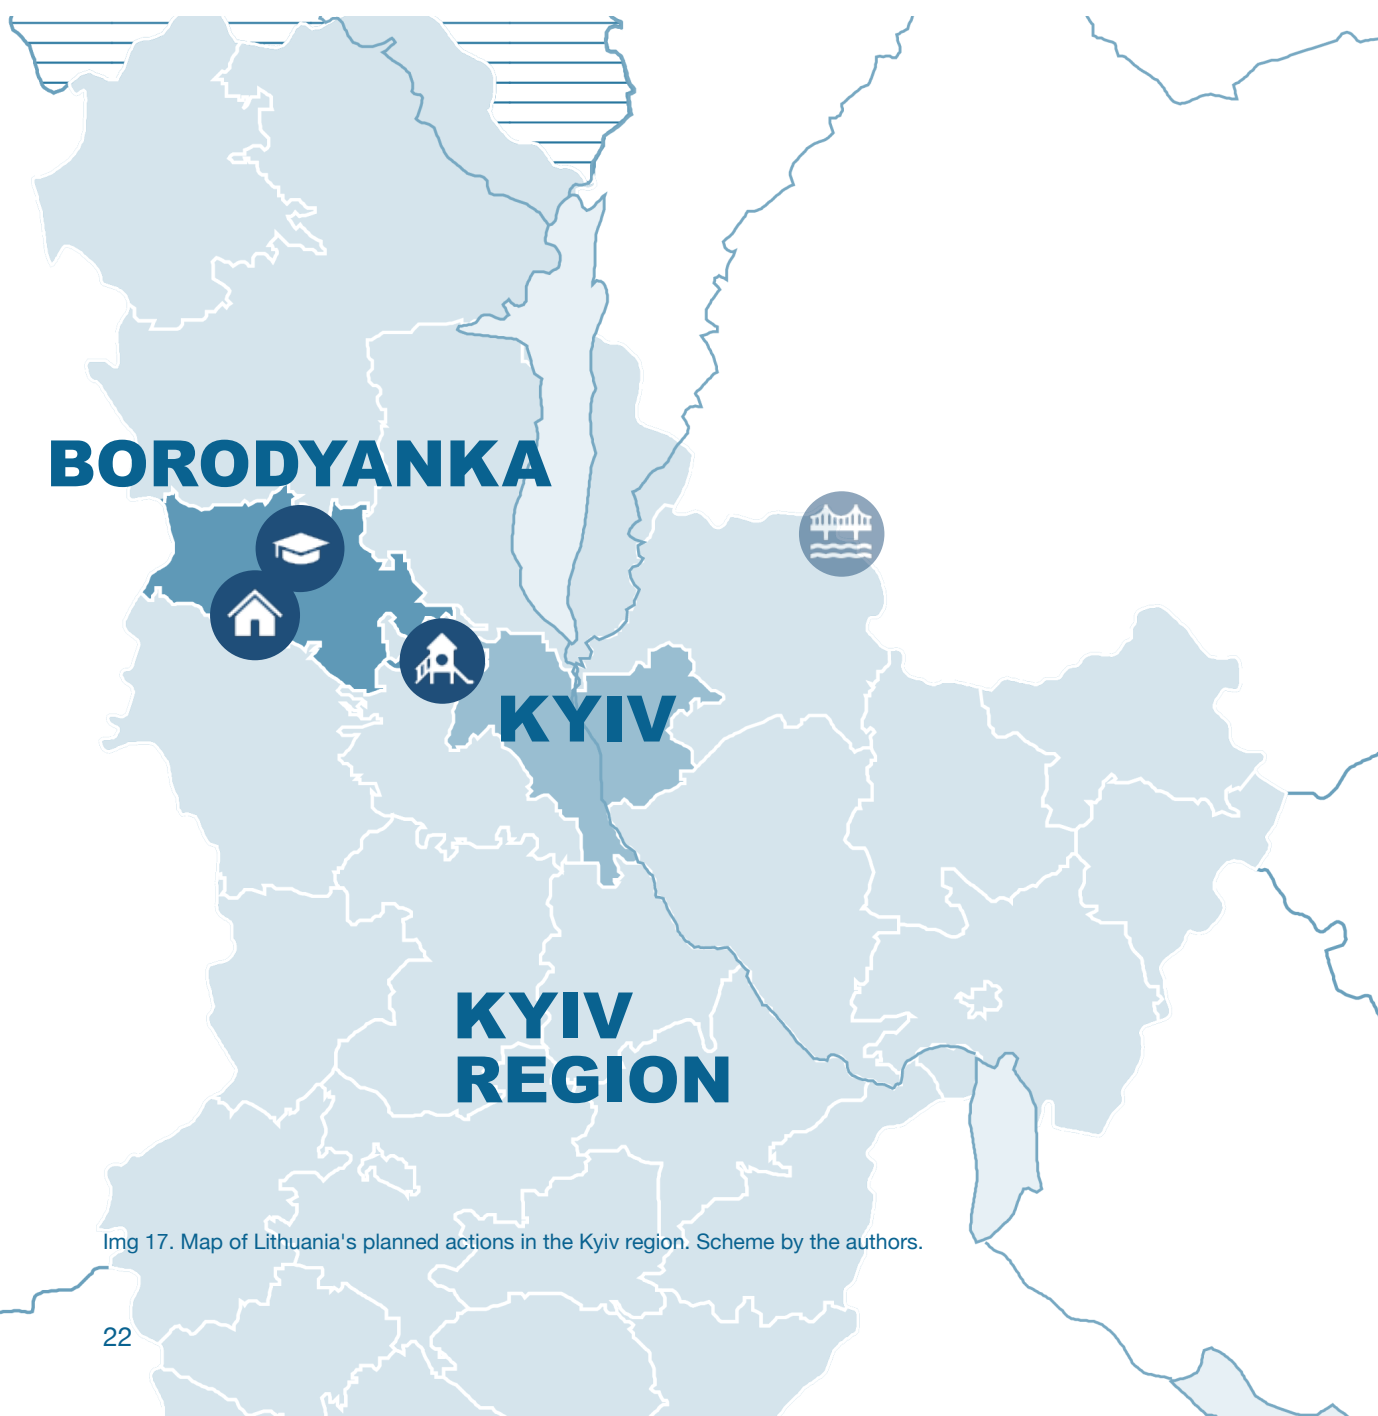 BORODYANKA
KYIV
KYIV
REGION
Img 17. Map of Lithuania's planned actions in the Kyiv region. Scheme by the authors.
22